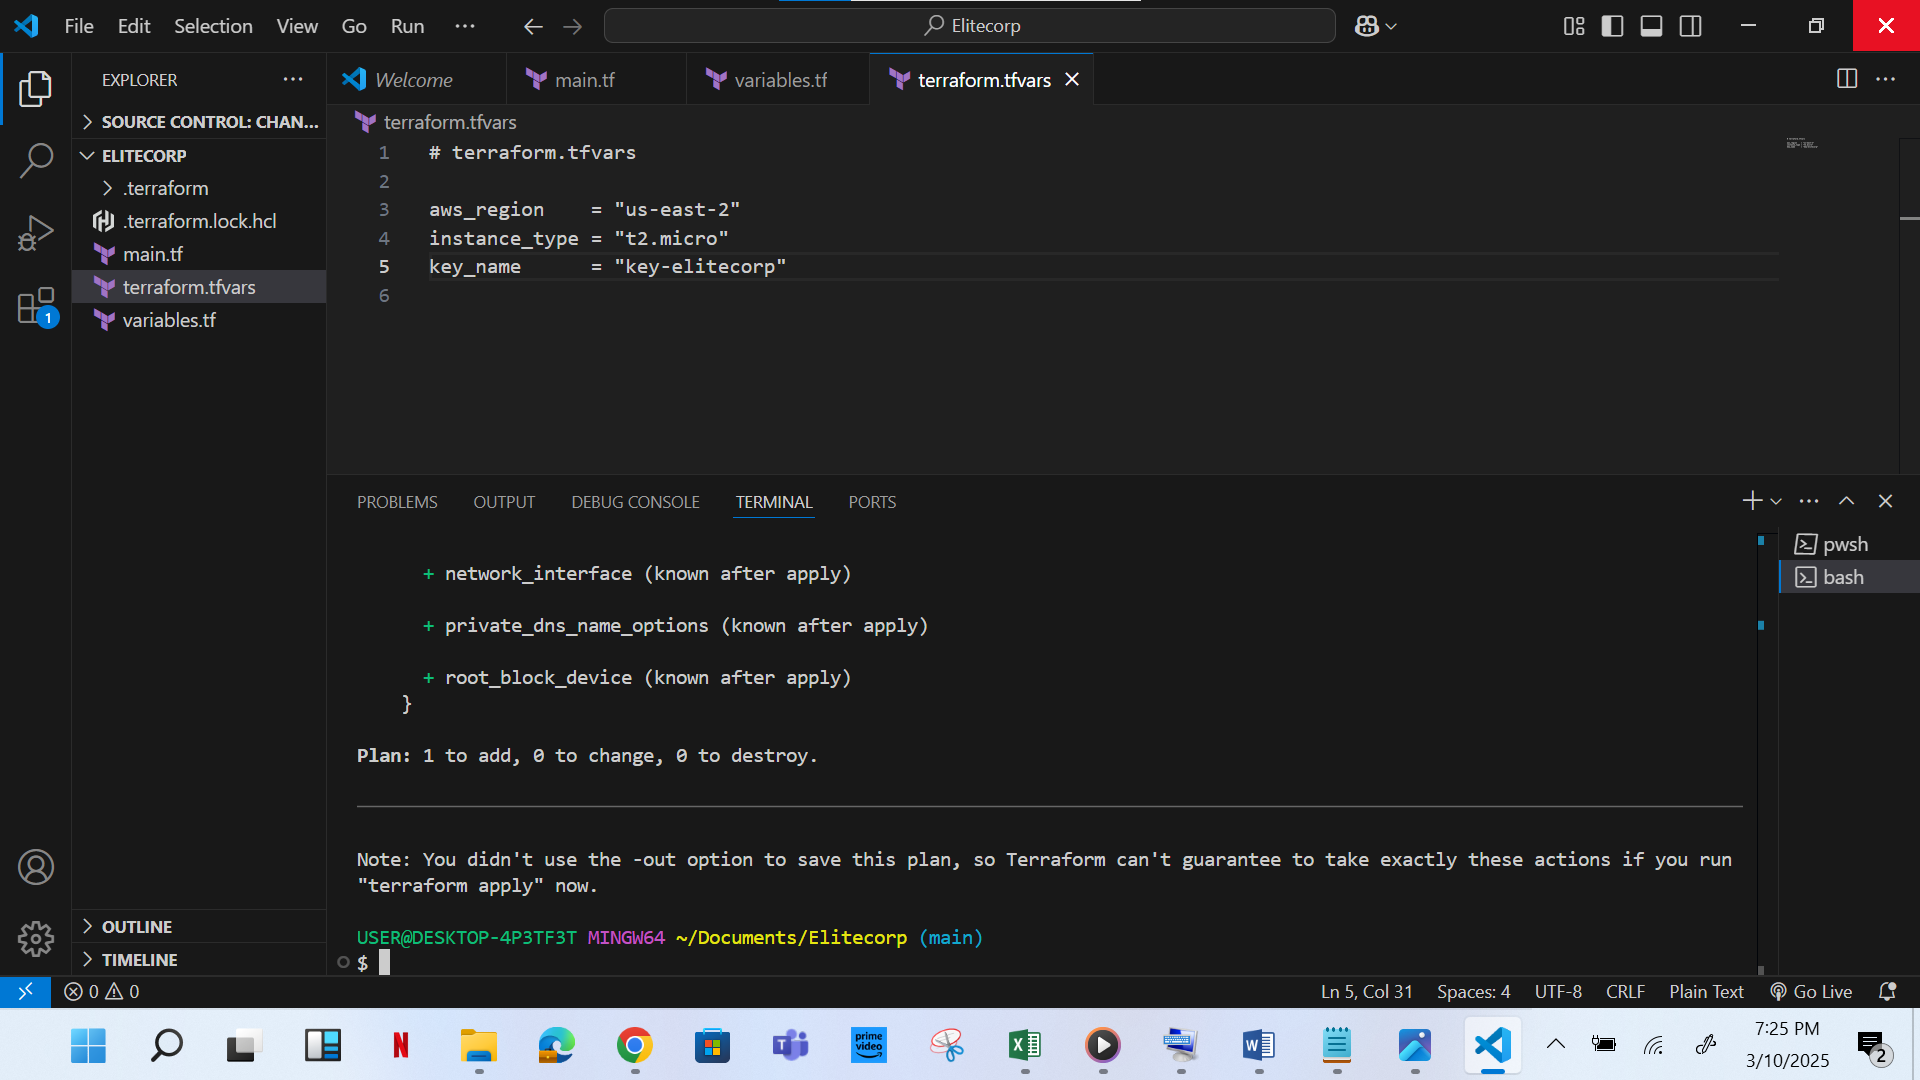 File Edit Selection View Go Run ···
Elitecorp
EXPLORER
SOURCE CONTROL: CHAN...
ELITECORP
.terraform
.terraform.lock.hcl
main.tf
terraform.tfvars
variables.tf
OUTLINE
TIMELINE
1
Welcome main.tf variables.tf terraform.tfvars
terraform.tfvars
1 # terraform.tfvars
2
3 aws_region    = "us-east-2"
4 instance_type = "t2.micro"
5 key_name      = "key-elitecorp"
6
PROBLEMS OUTPUT DEBUG CONSOLE TERMINAL PORTS
pwsh
bash
+ network_interface (known after apply)
+ private_dns_name_options (known after apply)
+ root_block_device (known after apply)
}
Plan: 1 to add, 0 to change, 0 to destroy.
Note: You didn't use the -out option to save this plan, so Terraform can't guarantee to take exactly these actions if you run
"terraform apply" now.
USER@DESKTOP-4P3TF3T MINGW64 ~/Documents/Elitecorp (main)
$
0 0
Ln 5, Col 31 Spaces: 4 UTF-8 CRLF Plain Text Go Live
N
prime video
7:25 PM
3/10/2025
2